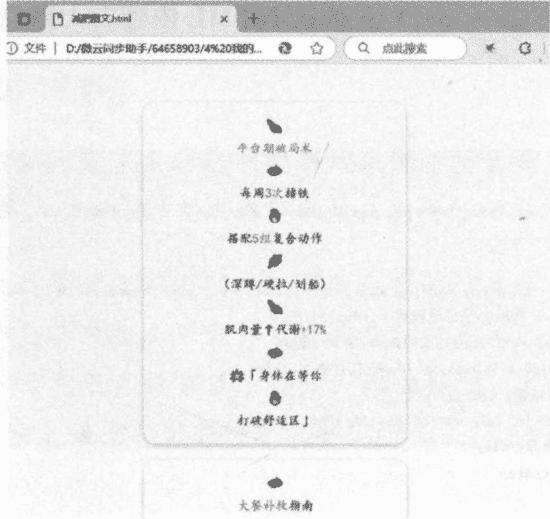 减肥图文.html
文件 D:/微云同步助手/64658903/4%20我的... 点此搜索
平台期破局术
每周3次撸铁
搭配5组复合动作
(深蹲/硬拉/划船)
肌肉量↑代谢+17%
「身体在等你
打破舒适区」
大餐补救指南